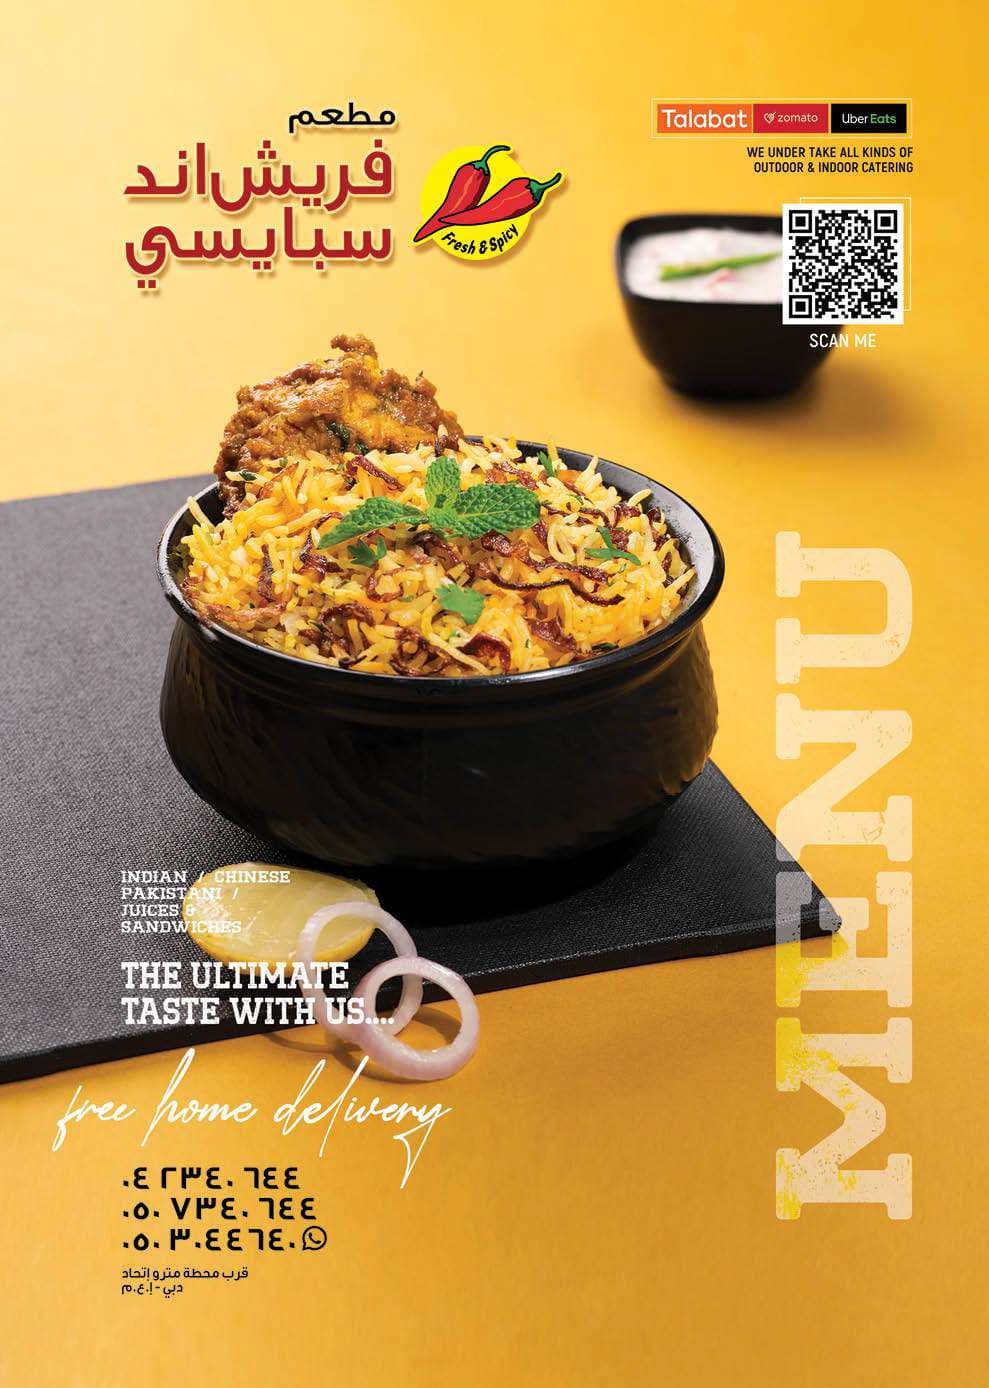 مطعم
فريش اند
سبايسي
Fresh & Spicy
Talabat zomato Uber Eats
WE UNDER TAKE ALL KINDS OF
OUTDOOR & INDOOR CATERING
SCAN ME
MENU
INDIAN / CHINESE
PAKISTANI /
JUICES &
SANDWICHES
THE ULTIMATE
TASTE WITH US....
free home delivery
٠٤ ٢٣٤٠٦٤٤
٠٥٠ ٧٣٤٠٦٤٤
٠٥٠ ٣٠٤٤٦٤٠
قرب محطة مترو إتحاد
دبي - إ.ع.م